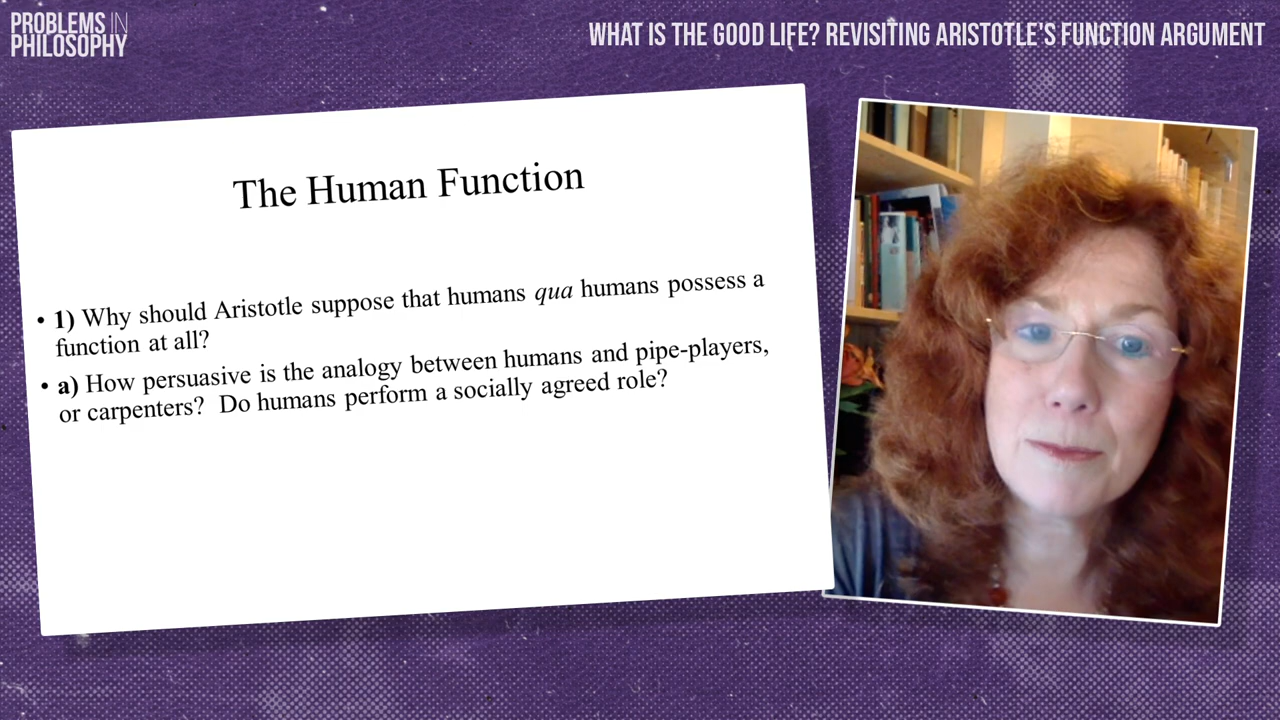 PROBLEMS IN
PHILOSOPHY
WHAT IS THE GOOD LIFE? REVISITING ARISTOTLE'S FUNCTION ARGUMENT
The Human Function
• 1) Why should Aristotle suppose that humans qua humans possess a
function at all?
• a) How persuasive is the analogy between humans and pipe-players,
or carpenters? Do humans perform a socially agreed role?